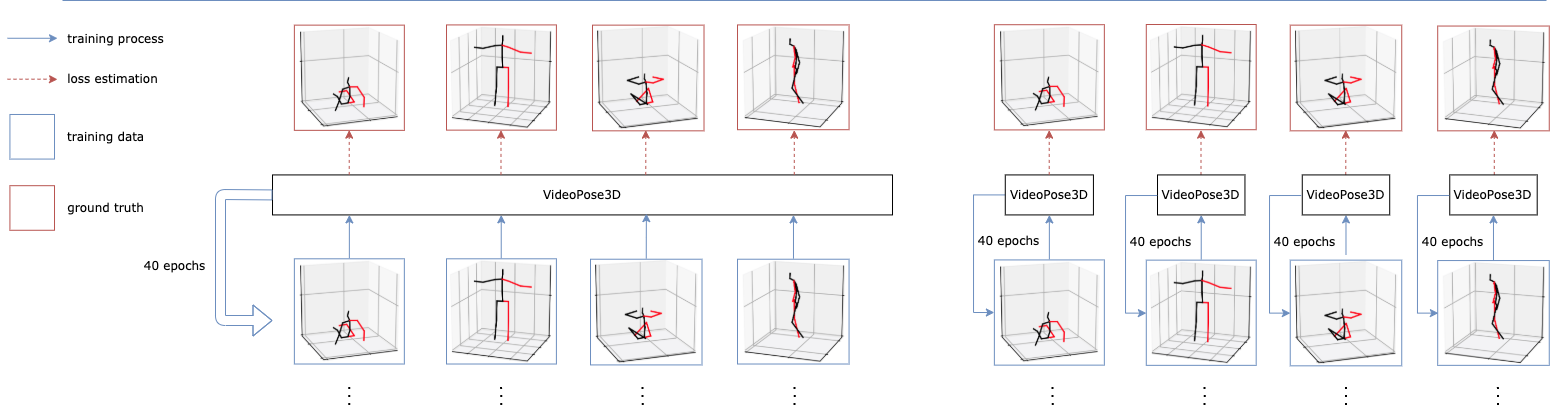 training process
loss estimation
training data
ground truth
VideoPose3D
40 epochs
VideoPose3D
VideoPose3D
VideoPose3D
VideoPose3D
40 epochs
40 epochs
40 epochs
40 epochs